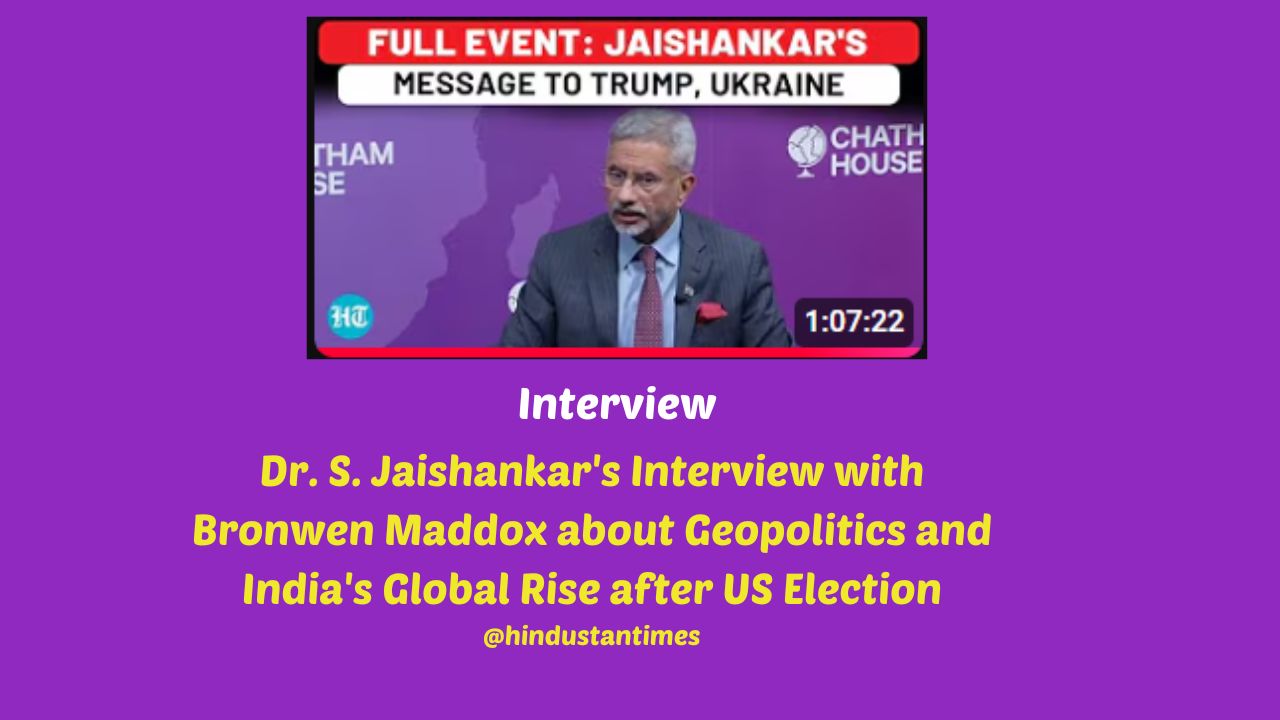 FULL EVENT: JAISHANKAR'S
MESSAGE TO TRUMP, UKRAINE
THAM
SE
CHATH
HOUSE
HT
1:07:22
Interview
Dr. S. Jaishankar's Interview with
Bronwen Maddox about Geopolitics and
India's Global Rise after US Election
@hindustantimes